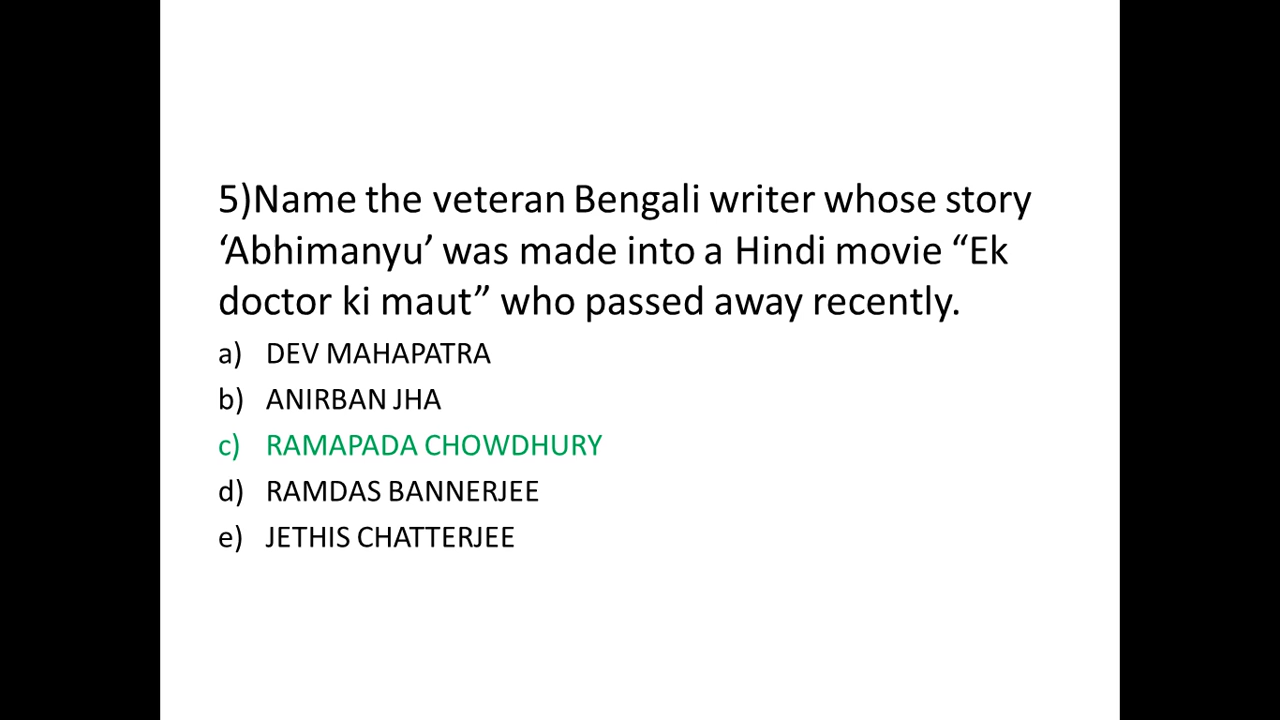 5)Name the veteran Bengali writer whose story
‘Abhimanyu’ was made into a Hindi movie “Ek
doctor ki maut” who passed away recently.
a) DEV MAHAPATRA
b) ANIRBAN JHA
c) RAMAPADA CHOWDHURY
d) RAMDAS BANNERJEE
e) JETHIS CHATTERJEE